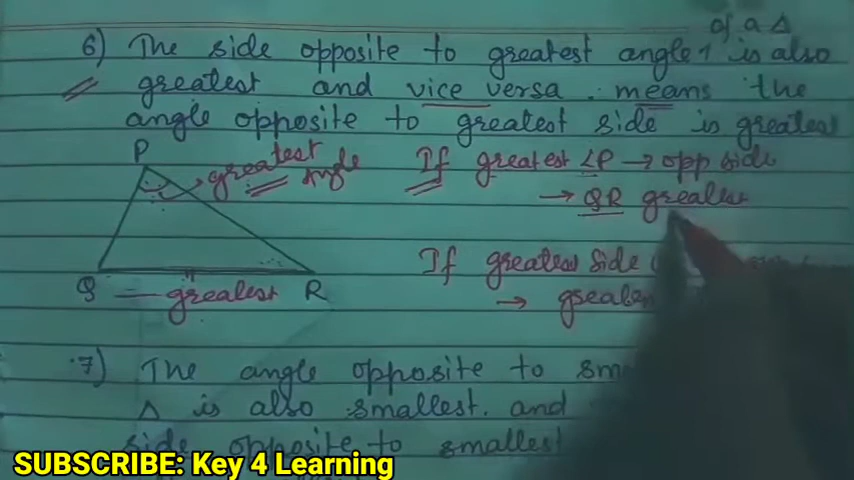 of a Δ
6) The side opposite to greatest angle ↑ is also
greatest and vice versa. means the
angle opposite to greatest side is greatest
P
greatest Angle
If greatest ∠P → opp side
→ QR greatest
If greatest side
→ greatest
Q — greatest R
7) The angle opposite to
Δ is also smallest. and
side opposite to smallest
SUBSCRIBE: Key 4 Learning